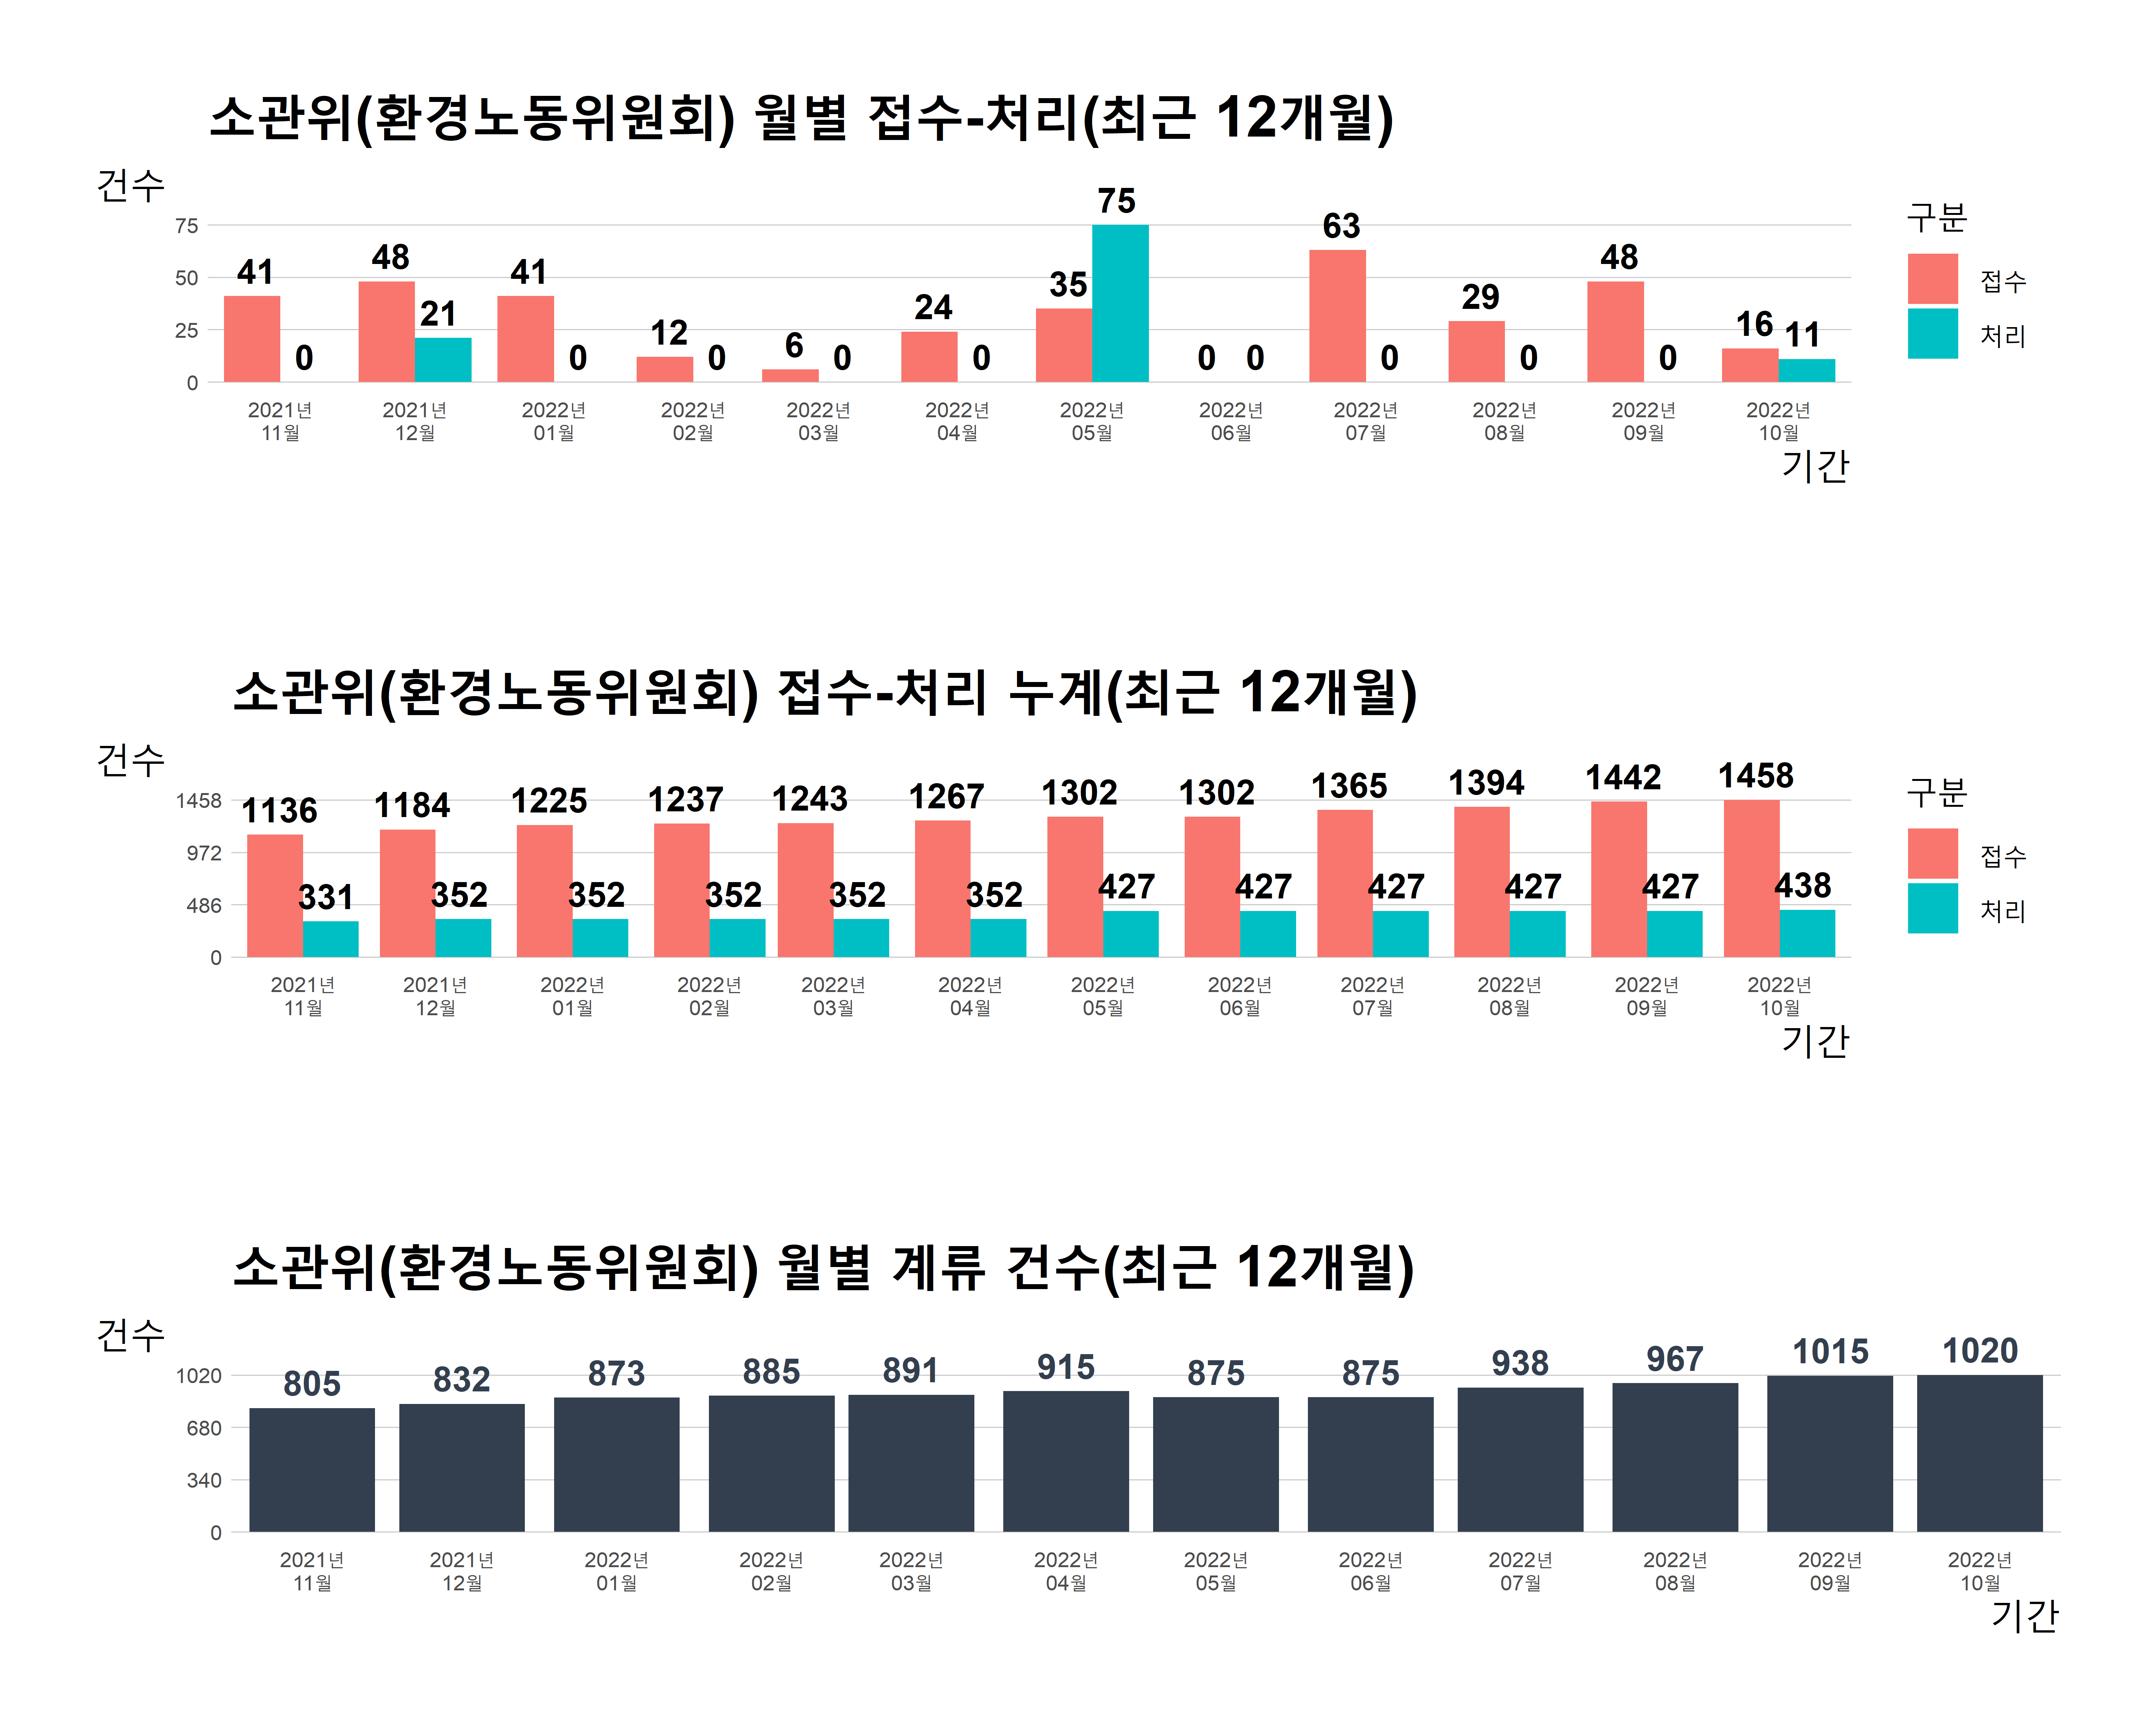 소관위(환경노동위원회) 월별 접수-처리(최근 12개월)
건수
75
50
25
0
41 0 48 21 41 0 12 0 6 0 24 0 35 75 0 0 63 0 29 0 48 0 16 11
2021년 2021년 2022년 2022년 2022년 2022년 2022년 2022년 2022년 2022년 2022년 2022년
11월 12월 01월 02월 03월 04월 05월 06월 07월 08월 09월 10월
기간
구분
접수
처리
소관위(환경노동위원회) 접수-처리 누계(최근 12개월)
건수
1458
972
486
0
1136 331 1184 352 1225 352 1237 352 1243 352 1267 352 1302 427 1302 427 1365 427 1394 427 1442 427 1458 438
2021년 2021년 2022년 2022년 2022년 2022년 2022년 2022년 2022년 2022년 2022년 2022년
11월 12월 01월 02월 03월 04월 05월 06월 07월 08월 09월 10월
기간
구분
접수
처리
소관위(환경노동위원회) 월별 계류 건수(최근 12개월)
건수
1020
680
340
0
805 832 873 885 891 915 875 875 938 967 1015 1020
2021년 2021년 2022년 2022년 2022년 2022년 2022년 2022년 2022년 2022년 2022년 2022년
11월 12월 01월 02월 03월 04월 05월 06월 07월 08월 09월 10월
기간